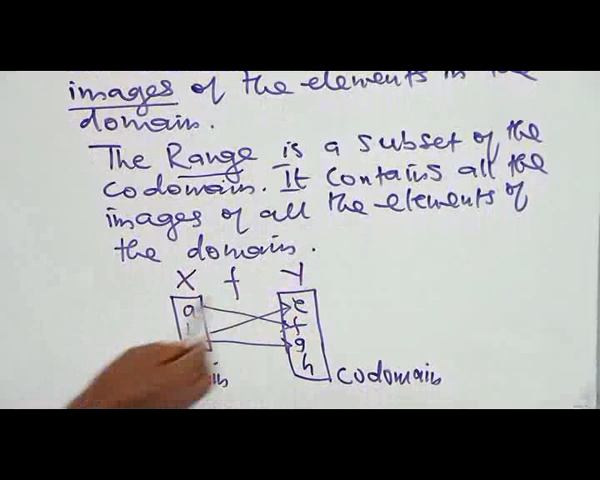 images of the elements in the
domain.
The Range is a subset of the
codomain. It contains all the
images of all the elements of
the domain.
X f Y
a e
f
g
h codomain